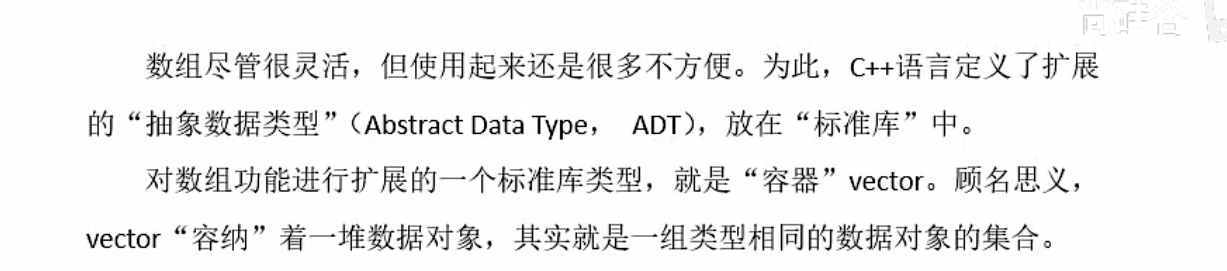 尚硅谷
数组尽管很灵活，但使用起来还是很多不方便。为此，C++语言定义了扩展
的“抽象数据类型”（Abstract Data Type， ADT），放在“标准库”中。
对数组功能进行扩展的一个标准库类型，就是“容器”vector。顾名思义，
vector“容纳”着一堆数据对象，其实就是一组类型相同的数据对象的集合。